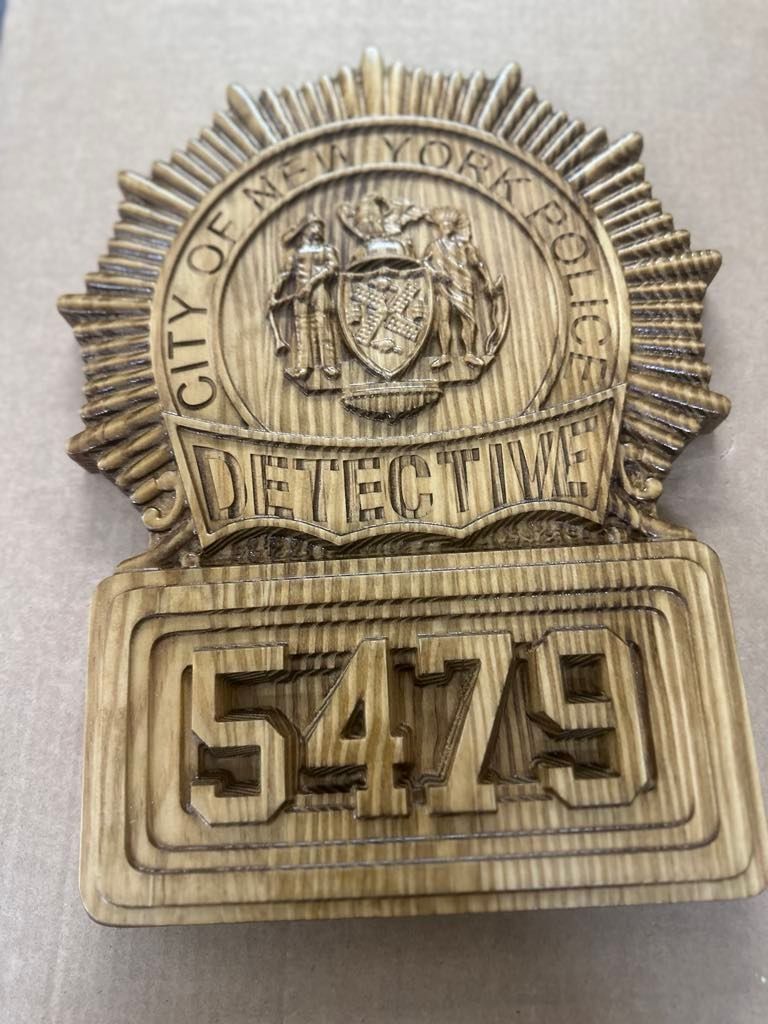 CITY OF NEW YORK POLICE
DETECTIVE
5479